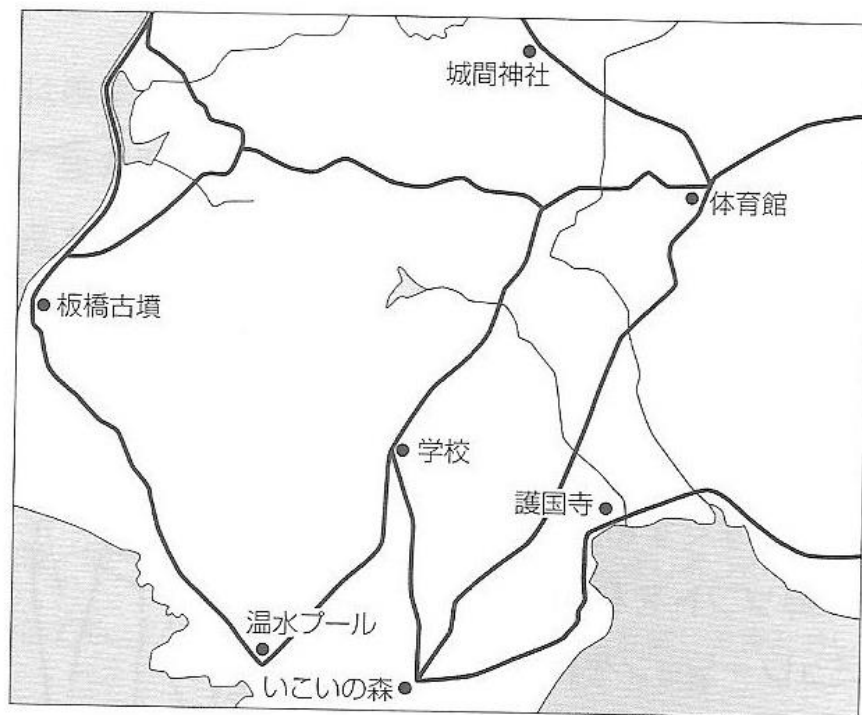 城間神社
体育館
板橋古墳
学校
護国寺
温水プール
いこいの森